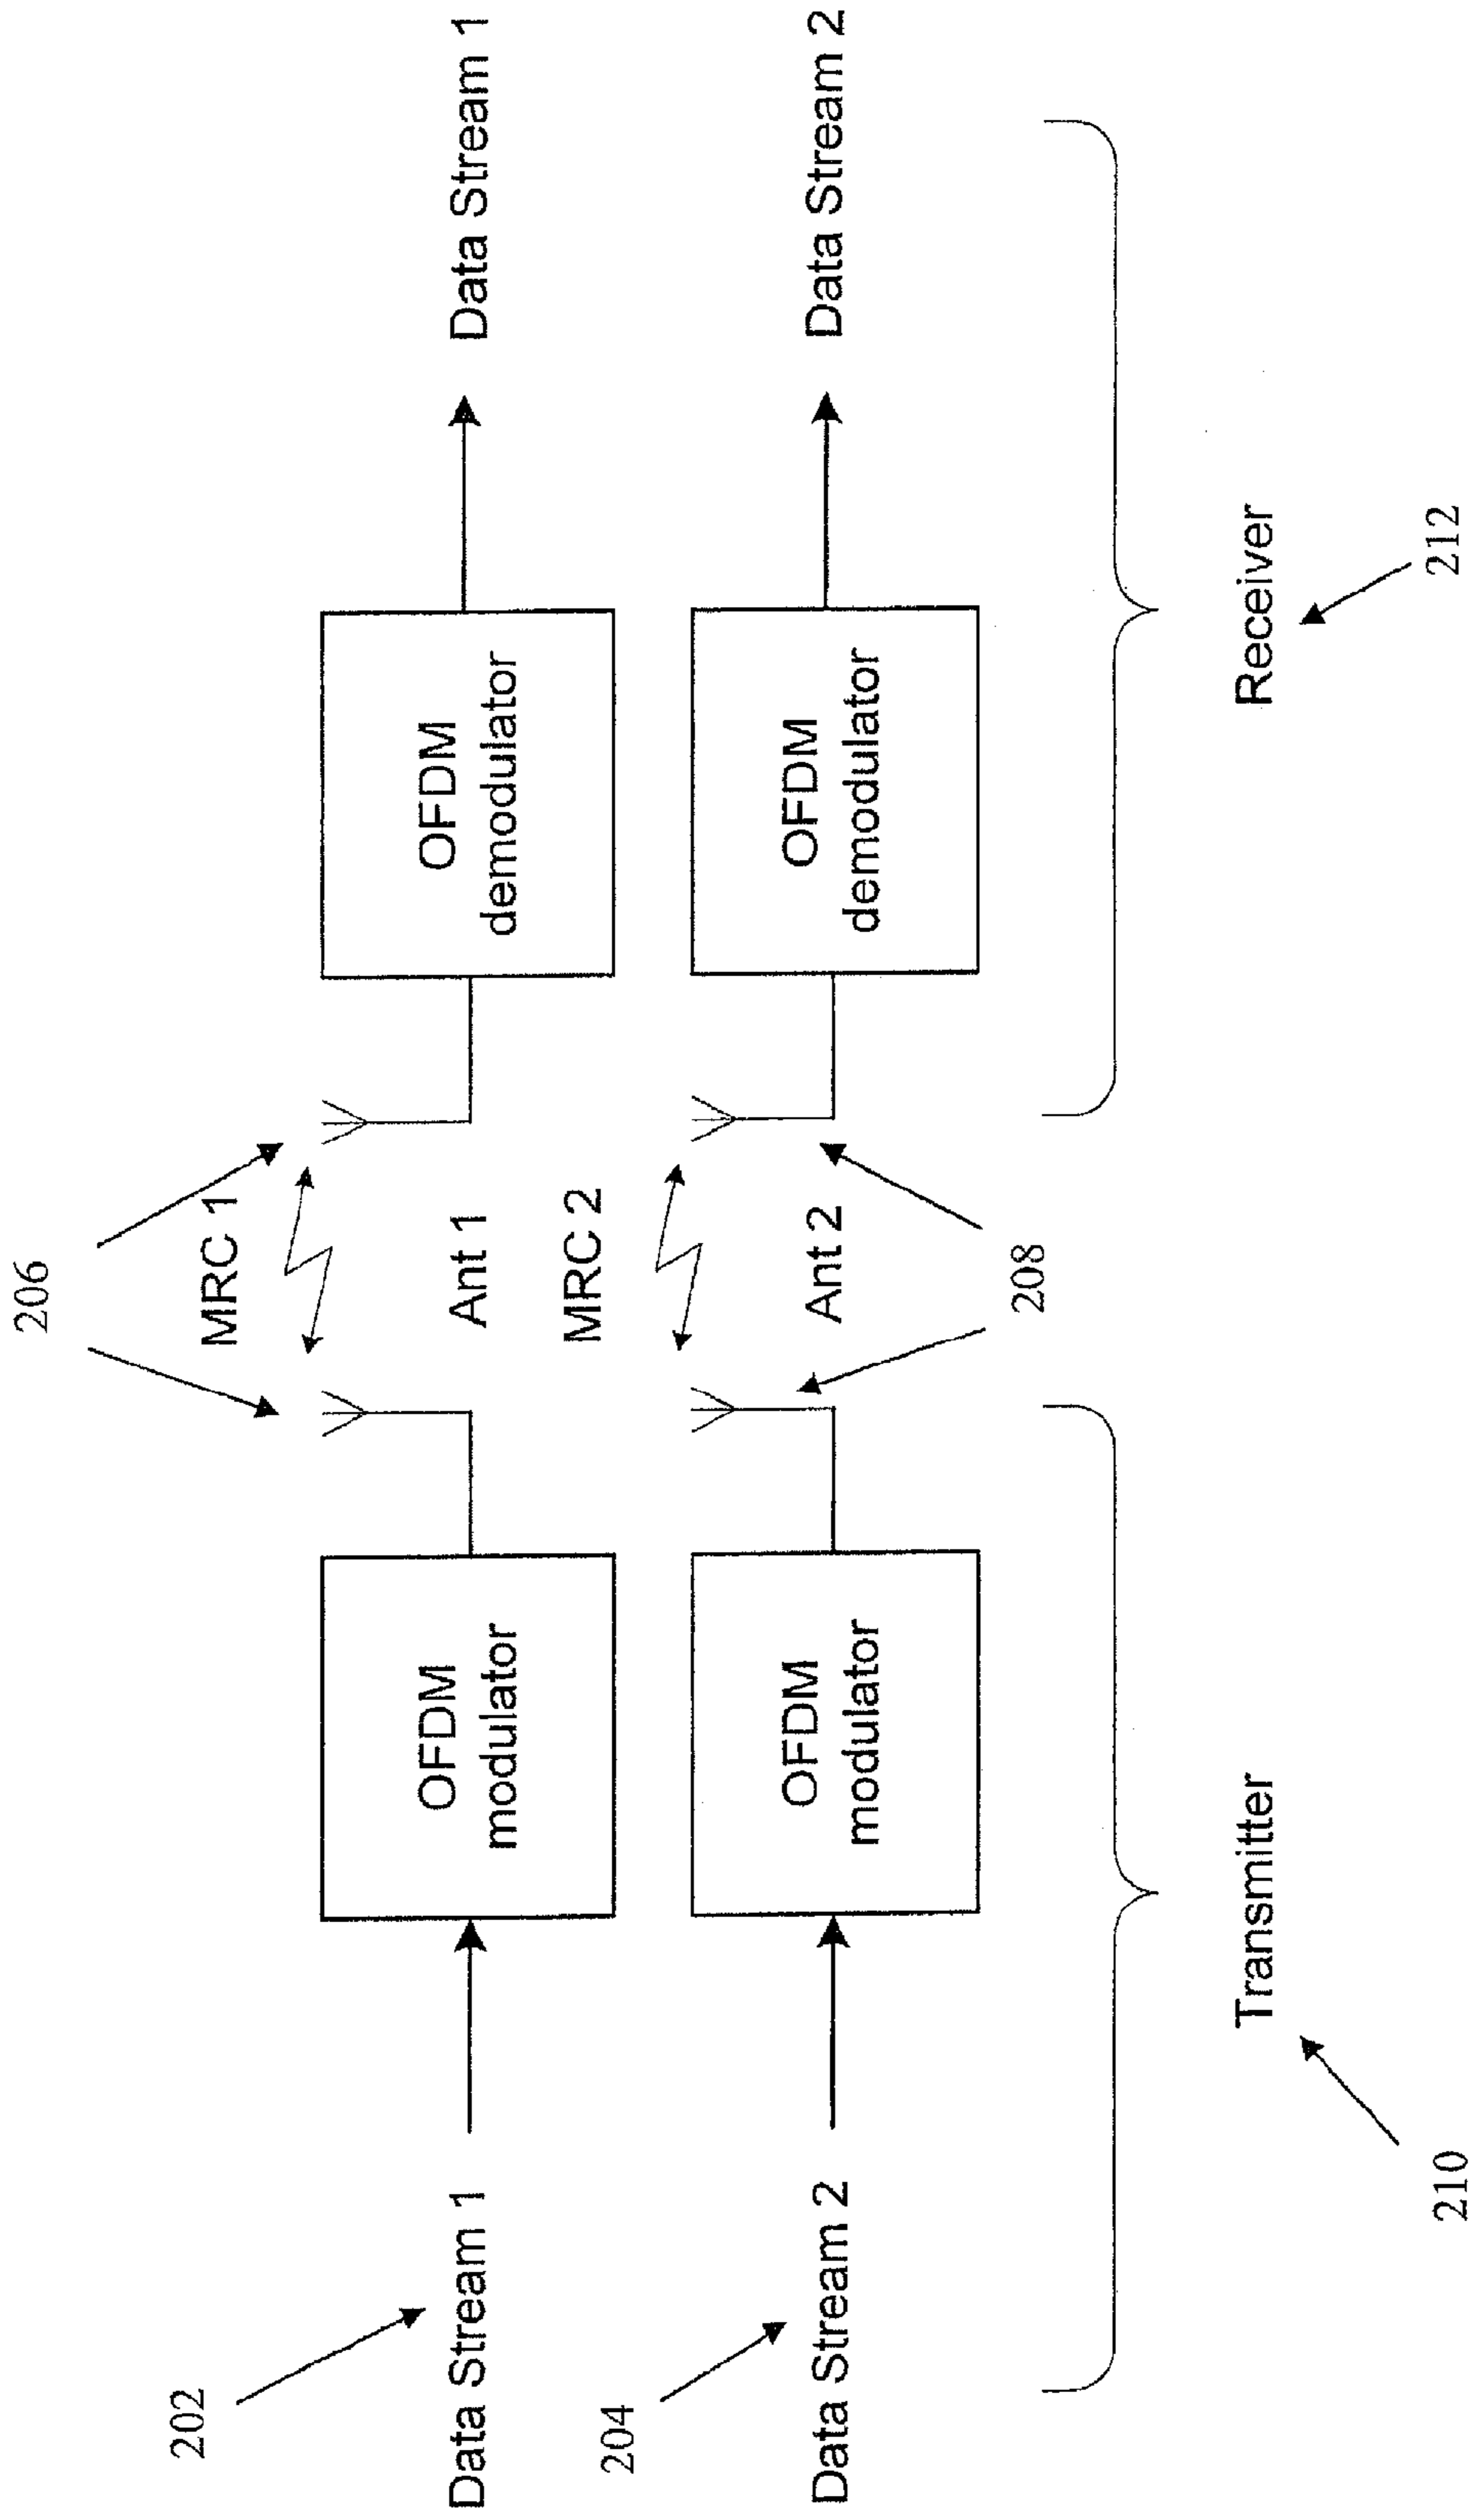 206
MRC 1
202
Data Stream 1
OFDM
modulator
Ant 1
OFDM
demodulator
Data Stream 1
MRC 2
204
Data Stream 2
OFDM
modulator
Ant 2
OFDM
demodulator
Data Stream 2
208
Transmitter
Receiver
210
212